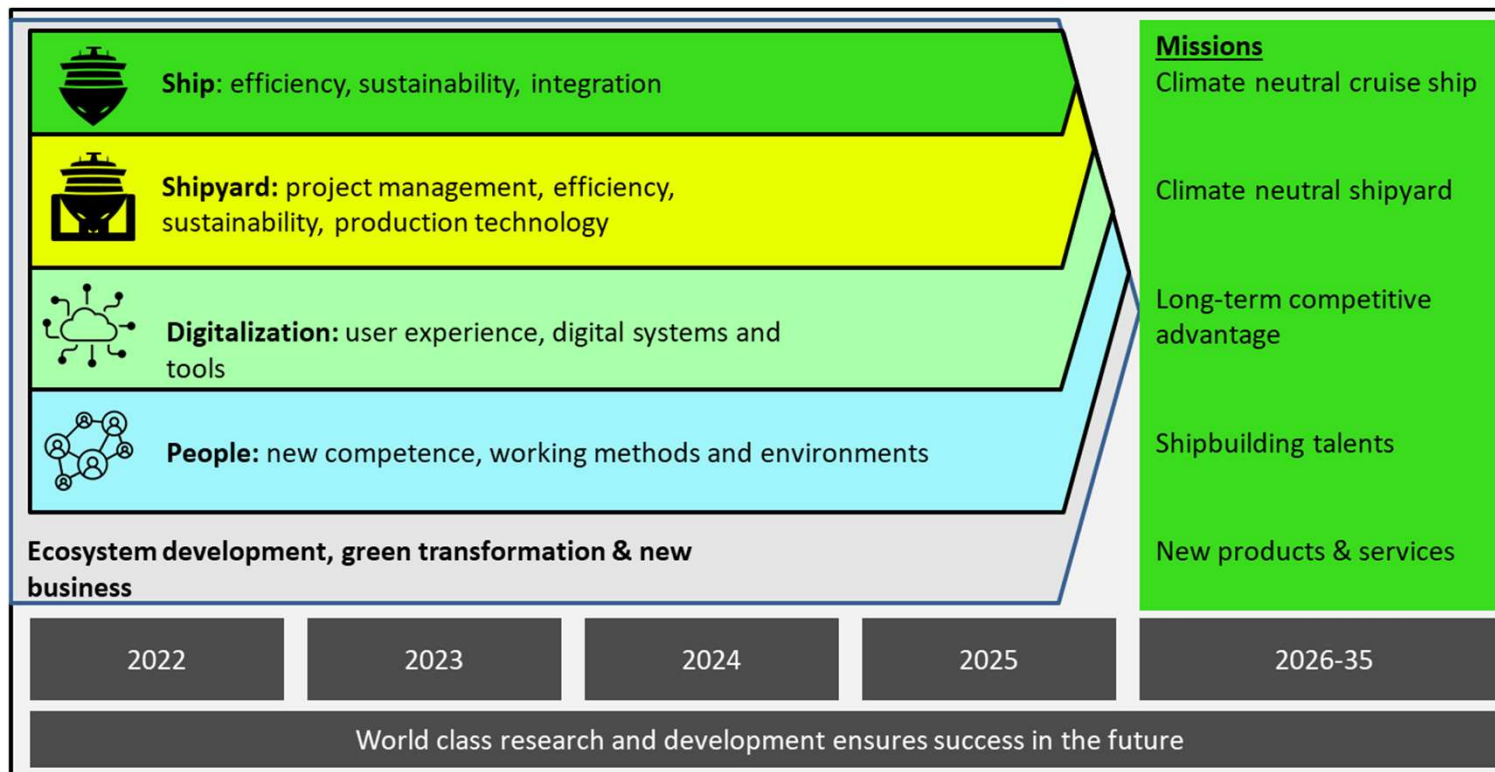 Ship: efficiency, sustainability, integration
Shipyard: project management, efficiency,
sustainability, production technology
Digitalization: user experience, digital systems and
tools
People: new competence, working methods and environments
Ecosystem development, green transformation & new
business
Missions
Climate neutral cruise ship
Climate neutral shipyard
Long-term competitive
advantage
Shipbuilding talents
New products & services
2022
2023
2024
2025
2026-35
World class research and development ensures success in the future